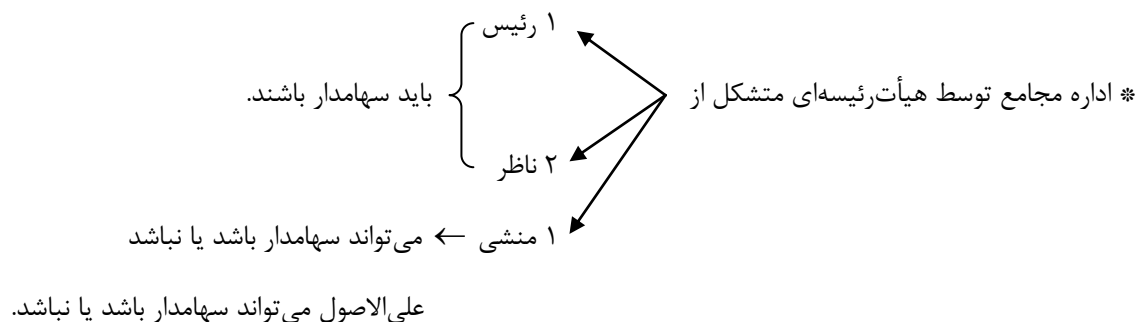 ۱ رئیس
* اداره مجامع توسط هیأت‌رئیسه‌ای متشکل از
باید سهامدار باشند.
۲ ناظر
۱ منشی ← می‌تواند سهامدار باشد یا نباشد
علی‌الاصول می‌تواند سهامدار باشد یا نباشد.